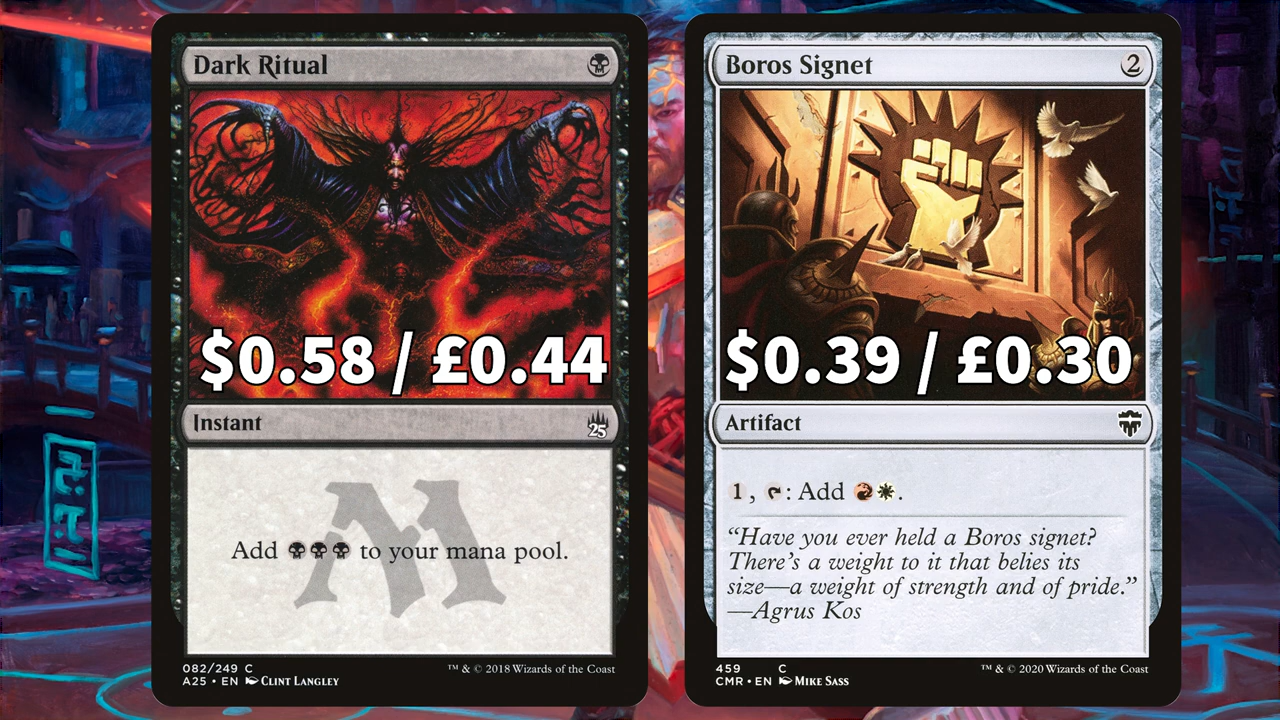 Dark Ritual
$0.58 / £0.44
Instant
25
Add to your mana pool.
082/249 C
A25 • EN Clint Langley
™ & © 2018 Wizards of the Coast
Boros Signet
2
$0.39 / £0.30
Artifact
1, : Add .
“Have you ever held a Boros signet?
There’s a weight to it that belies its
size—a weight of strength and of pride.”
—Agrus Kos
459 C
CMR • EN Mike Sass
™ & © 2020 Wizards of the Coast